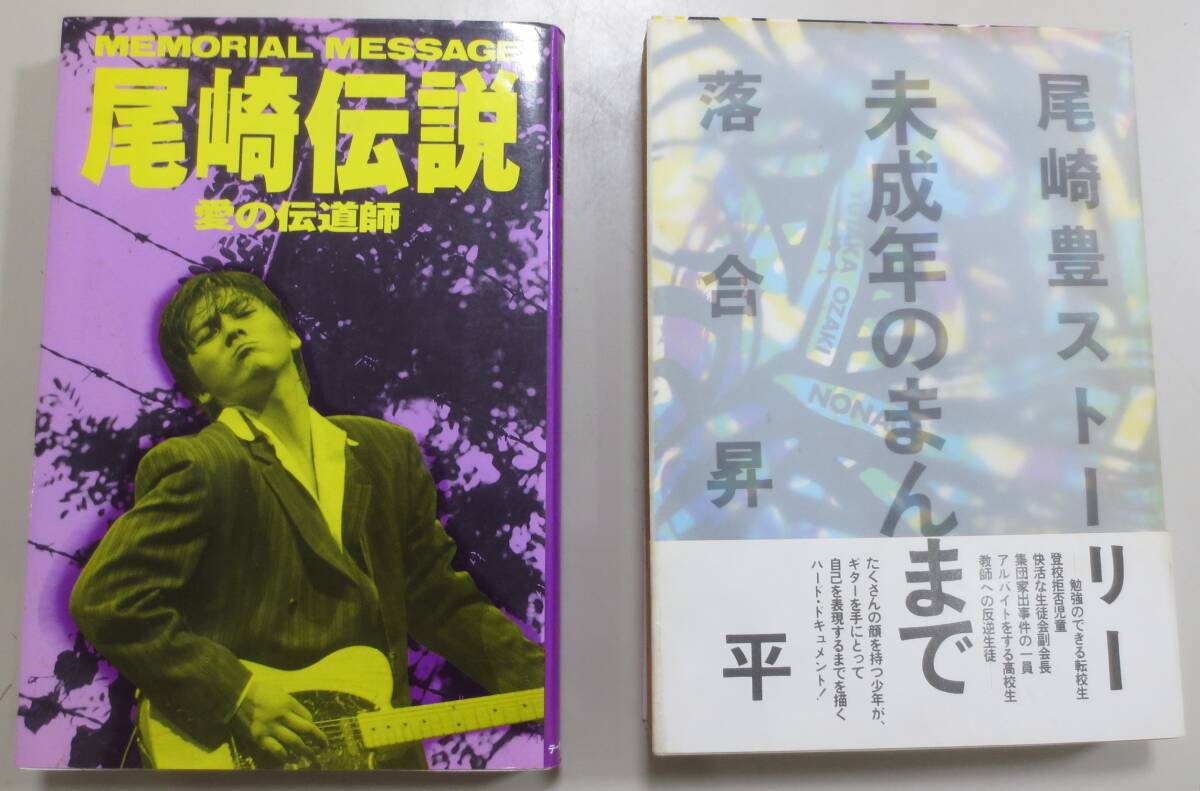 MEMORIAL MESSAGE
尾崎伝説
愛の伝道師
テー
尾崎豊ストーリー
未成年のまんまで
落合昇平
OZAKI
NONA
――勉強のできる転校生
登校拒否児童
快活な生徒会副会長
集団家出事件の一員
アルバイトをする高校生
教師への反逆生徒――
たくさんの顔を持つ少年が、
ギターを手にとって
自己を表現するまでを描く
ハード・ドキュメント!